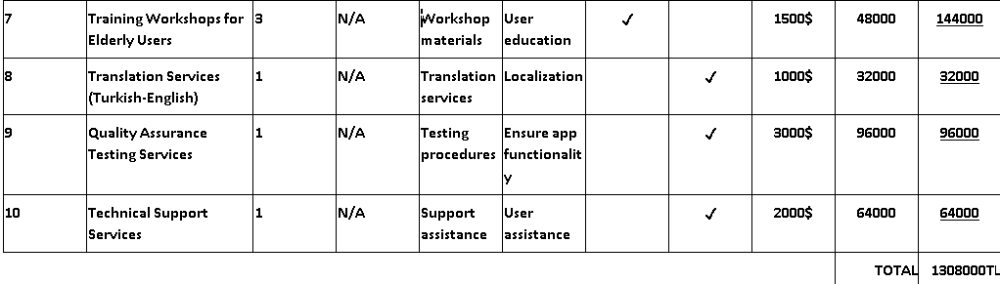 7 Training Workshops for 3 N/A Workshop User ✓ 1500$ 48000 144000
Elderly Users materials education
8 Translation Services 1 N/A Translation Localization ✓ 1000$ 32000 32000
(Turkish-English) services
9 Quality Assurance 1 N/A Testing Ensure app ✓ 3000$ 96000 96000
Testing Services procedures functionalit
y
10 Technical Support 1 N/A Support User ✓ 2000$ 64000 64000
Services assistance assistance
TOTAL 1308000TL